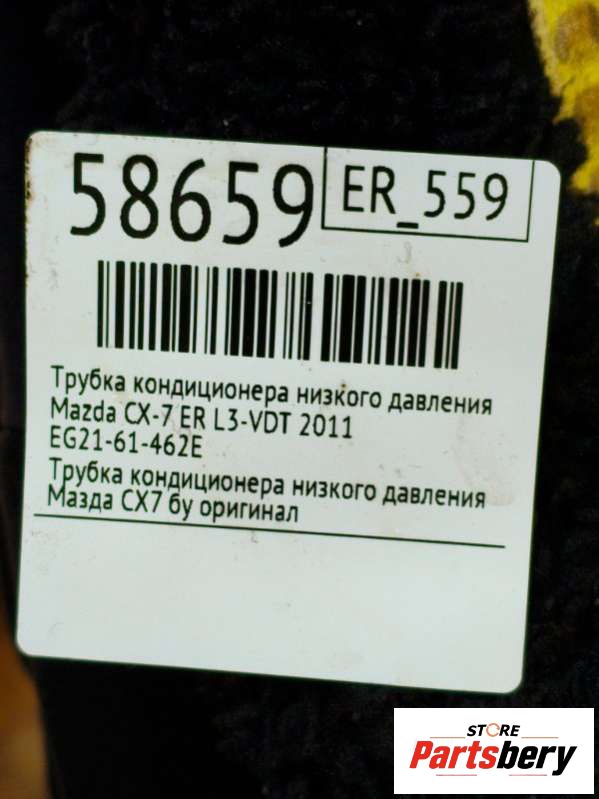 58659
ER_559
Трубка кондиционера низкого давления
Mazda CX-7 ER L3-VDT 2011
EG21-61-462E
Трубка кондиционера низкого давления
Мазда CX7 бу оригинал
STORE
Partsbery